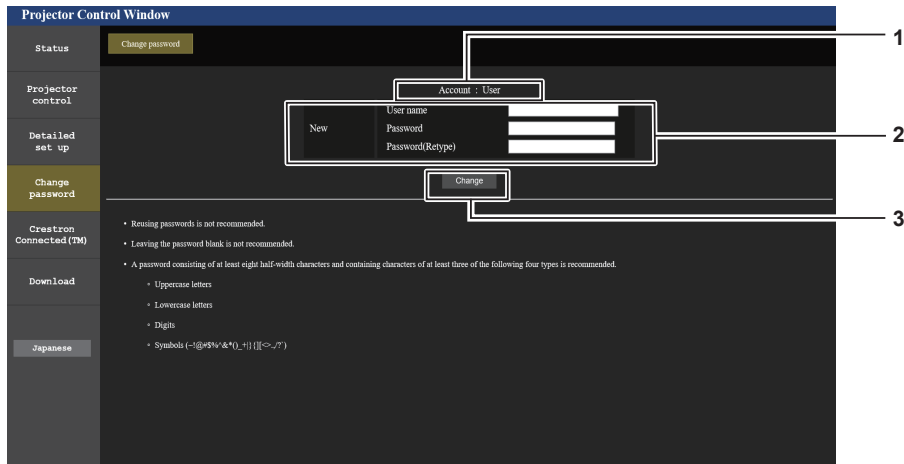 Projector Control Window
Status
Change password
1
Projector
control
Account : User
User name
New
Password
2
Detailed
set up
Password(Retype)
Change
password
Change
3
Crestron
Connected(TM)
• Reusing passwords is not recommended.
• Leaving the password blank is not recommended.
• A password consisting of at least eight half-width characters and containing characters of at least three of the following four types is recommended.
Download
◦ Uppercase letters
◦ Lowercase letters
◦ Digits
Japanese
◦ Symbols (~!@#$%^&*()_+|}{][<>.,/?`)